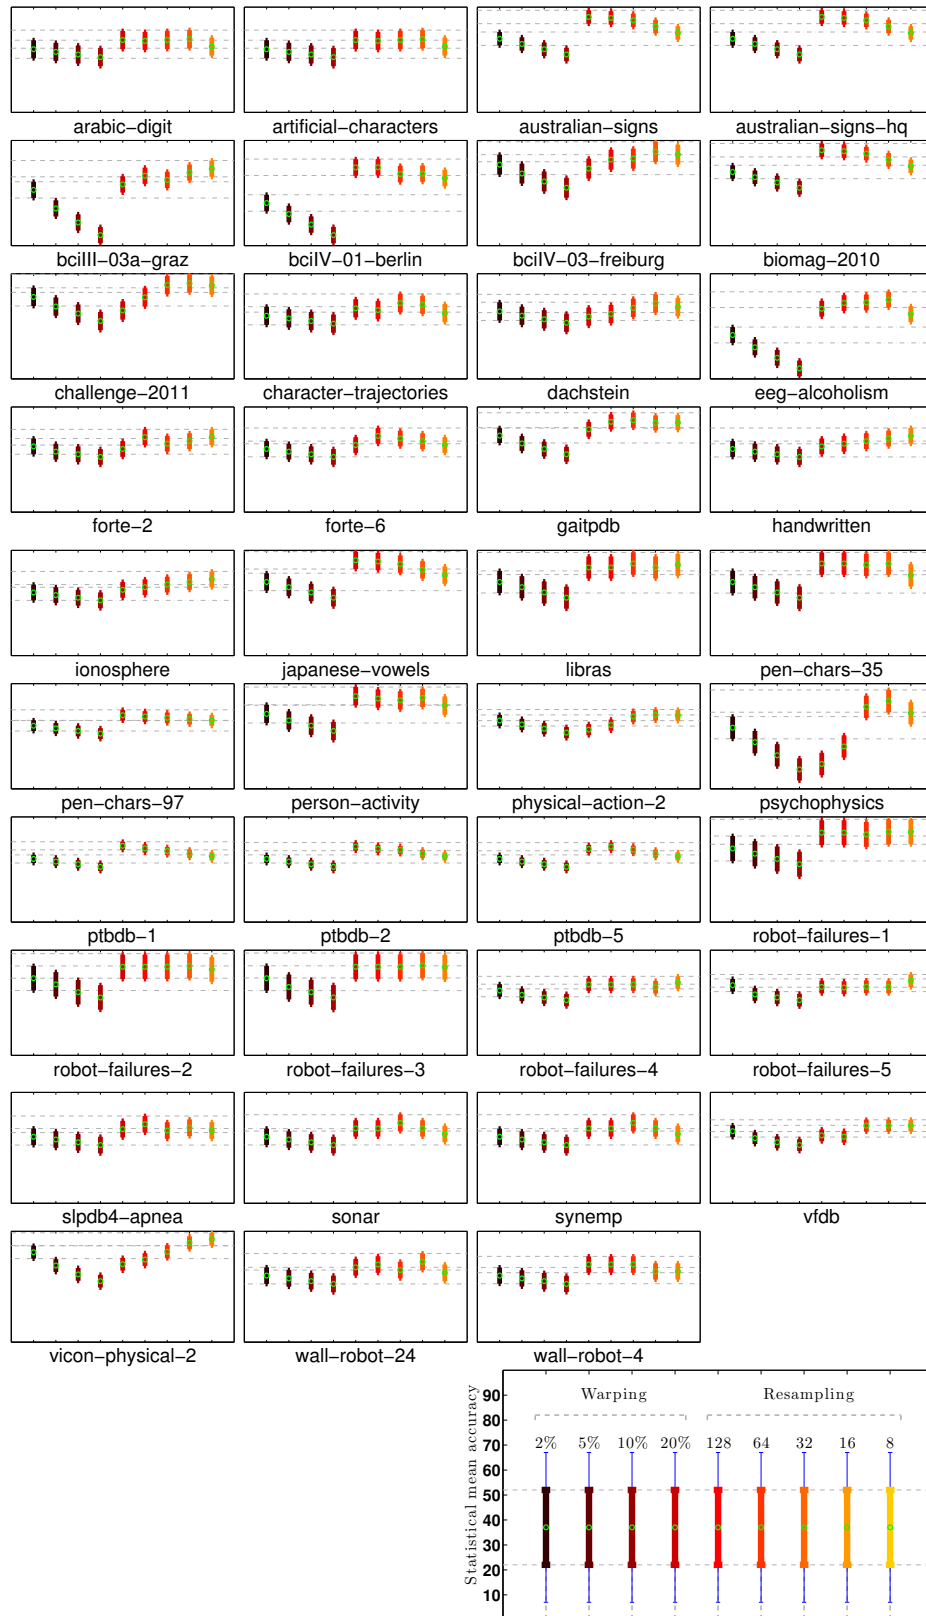 arabic−digit artificial−characters australian−signs australian−signs−hq
bciIII−03a−graz bciIV−01−berlin bciIV−03−freiburg biomag−2010
challenge−2011 character−trajectories dachstein eeg−alcoholism
forte−2 forte−6 gaitpdb handwritten
ionosphere japanese−vowels libras pen−chars−35
pen−chars−97 person−activity physical−action−2 psychophysics
ptbdb−1 ptbdb−2 ptbdb−5 robot−failures−1
robot−failures−2 robot−failures−3 robot−failures−4 robot−failures−5
slpdb4−apnea sonar synemp vfdb
vicon−physical−2 wall−robot−24 wall−robot−4
Statistical mean accuracy
90
80
70
60
50
40
30
20
10
Warping Resampling
2% 5% 10% 20% 128 64 32 16 8